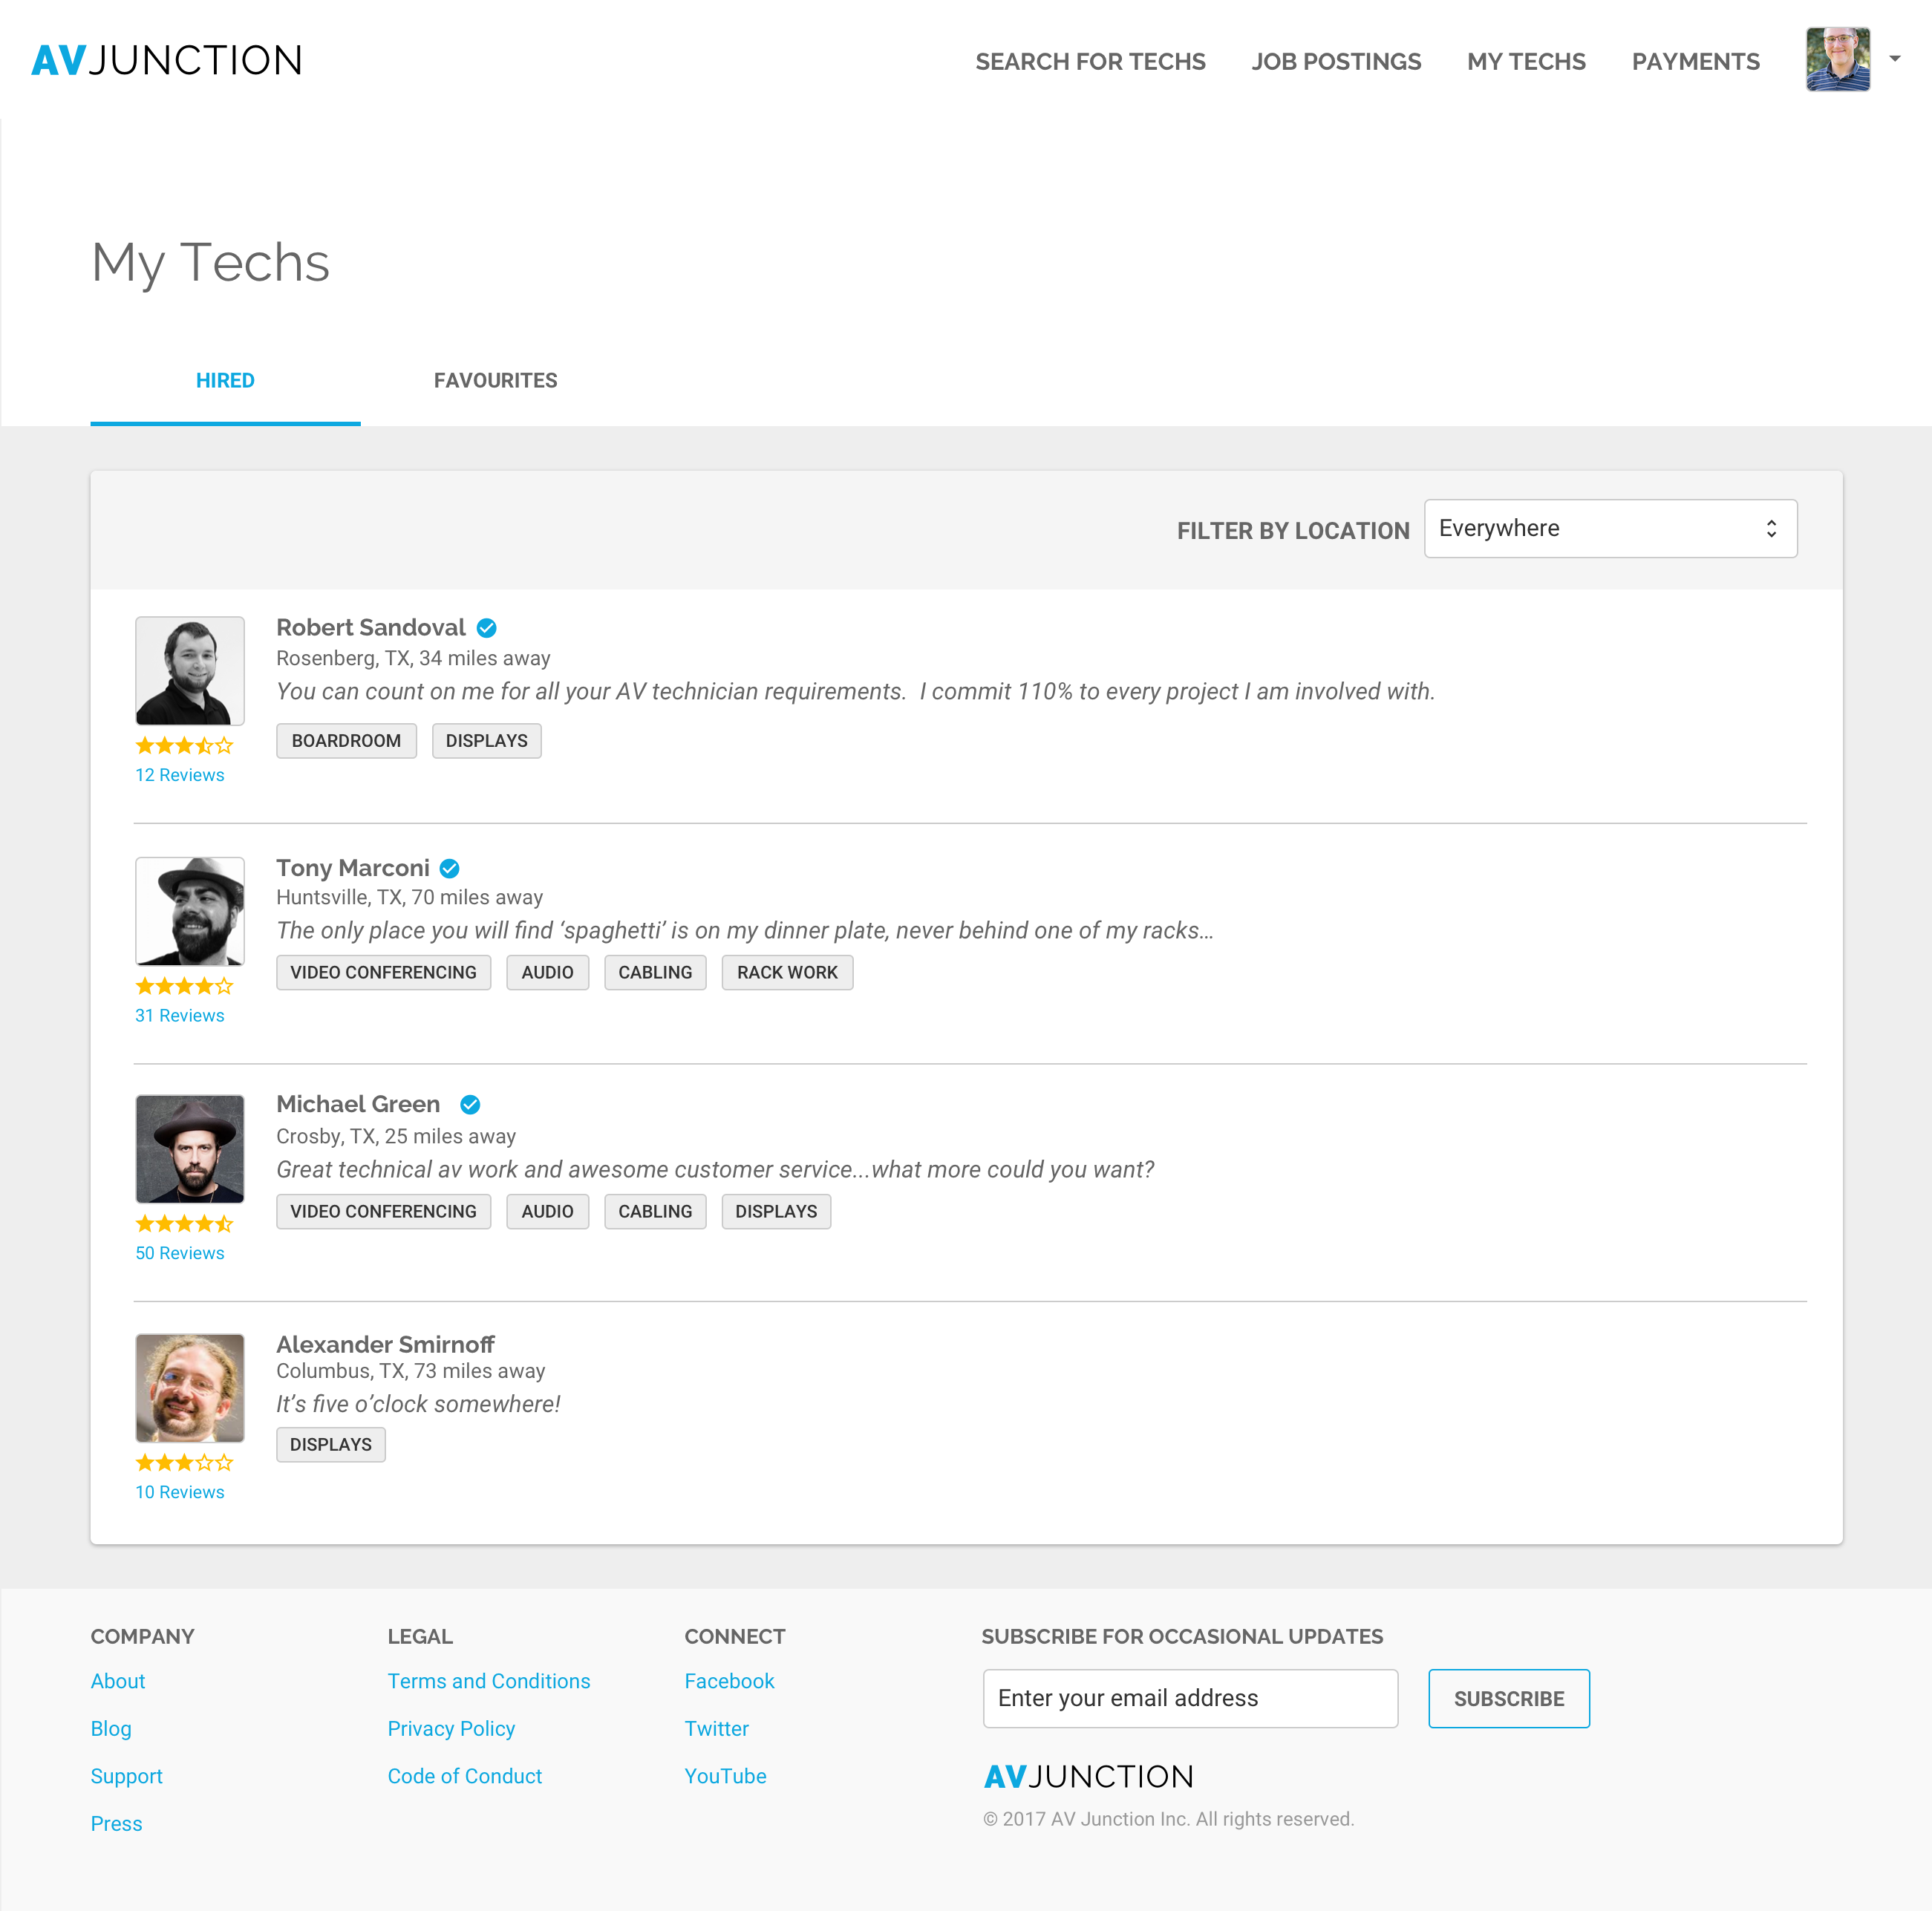 AVJUNCTION
SEARCH FOR TECHS
JOB POSTINGS
MY TECHS
PAYMENTS
My Techs
HIRED
FAVOURITES
FILTER BY LOCATION
Everywhere
Robert Sandoval
Rosenberg, TX, 34 miles away
You can count on me for all your AV technician requirements.  I commit 110% to every project I am involved with.
BOARDROOM
DISPLAYS
12 Reviews
Tony Marconi
Huntsville, TX, 70 miles away
The only place you will find ‘spaghetti’ is on my dinner plate, never behind one of my racks…
VIDEO CONFERENCING
AUDIO
CABLING
RACK WORK
31 Reviews
Michael Green
Crosby, TX, 25 miles away
Great technical av work and awesome customer service...what more could you want?
VIDEO CONFERENCING
AUDIO
CABLING
DISPLAYS
50 Reviews
Alexander Smirnoff
Columbus, TX, 73 miles away
It’s five o’clock somewhere!
DISPLAYS
10 Reviews
COMPANY
About
Blog
Support
Press
LEGAL
Terms and Conditions
Privacy Policy
Code of Conduct
CONNECT
Facebook
Twitter
YouTube
SUBSCRIBE FOR OCCASIONAL UPDATES
Enter your email address
SUBSCRIBE
AVJUNCTION
© 2017 AV Junction Inc. All rights reserved.